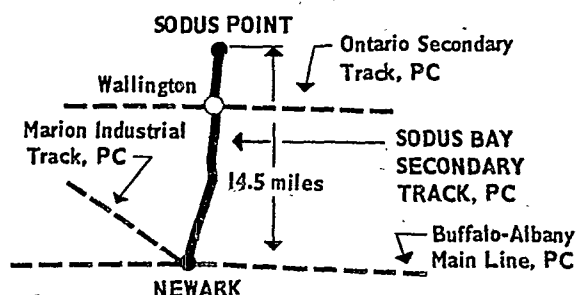 SODUS POINT
Ontario Secondary
Track, PC
Wallington
Marion Industrial
Track, PC
SODUS BAY
SECONDARY
TRACK, PC
14.5 miles
Buffalo-Albany
Main Line, PC
NEWARK